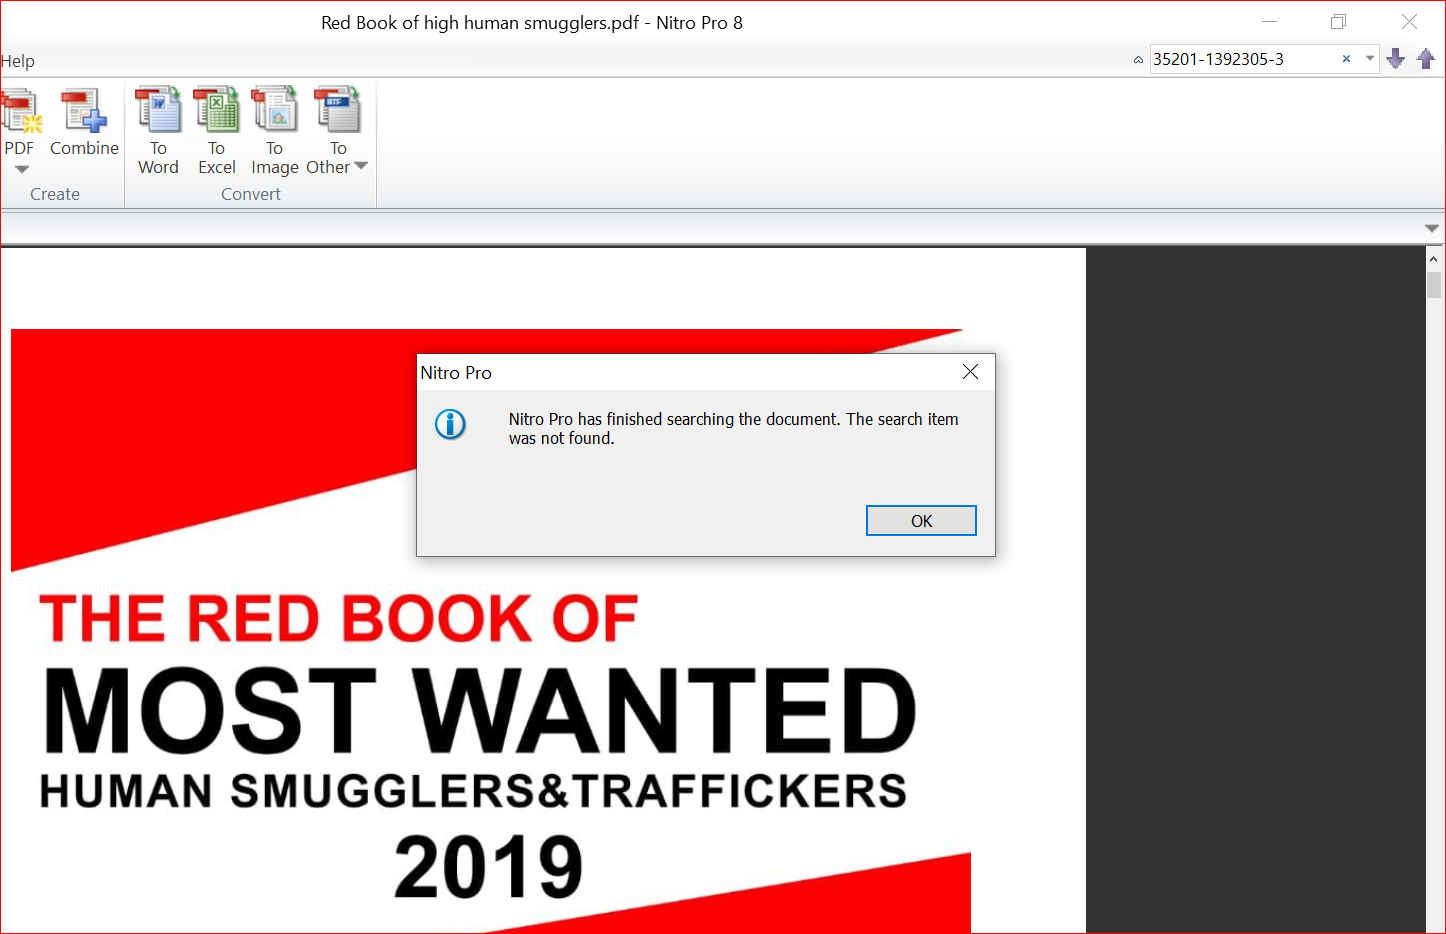 Red Book of high human smugglers.pdf - Nitro Pro 8
Help
35201-1392305-3
PDF
Combine
To Word
To Excel
To Image
To Other
Create
Convert
Nitro Pro
Nitro Pro has finished searching the document. The search item
was not found.
OK
THE RED BOOK OF
MOST WANTED
HUMAN SMUGGLERS&TRAFFICKERS
2019